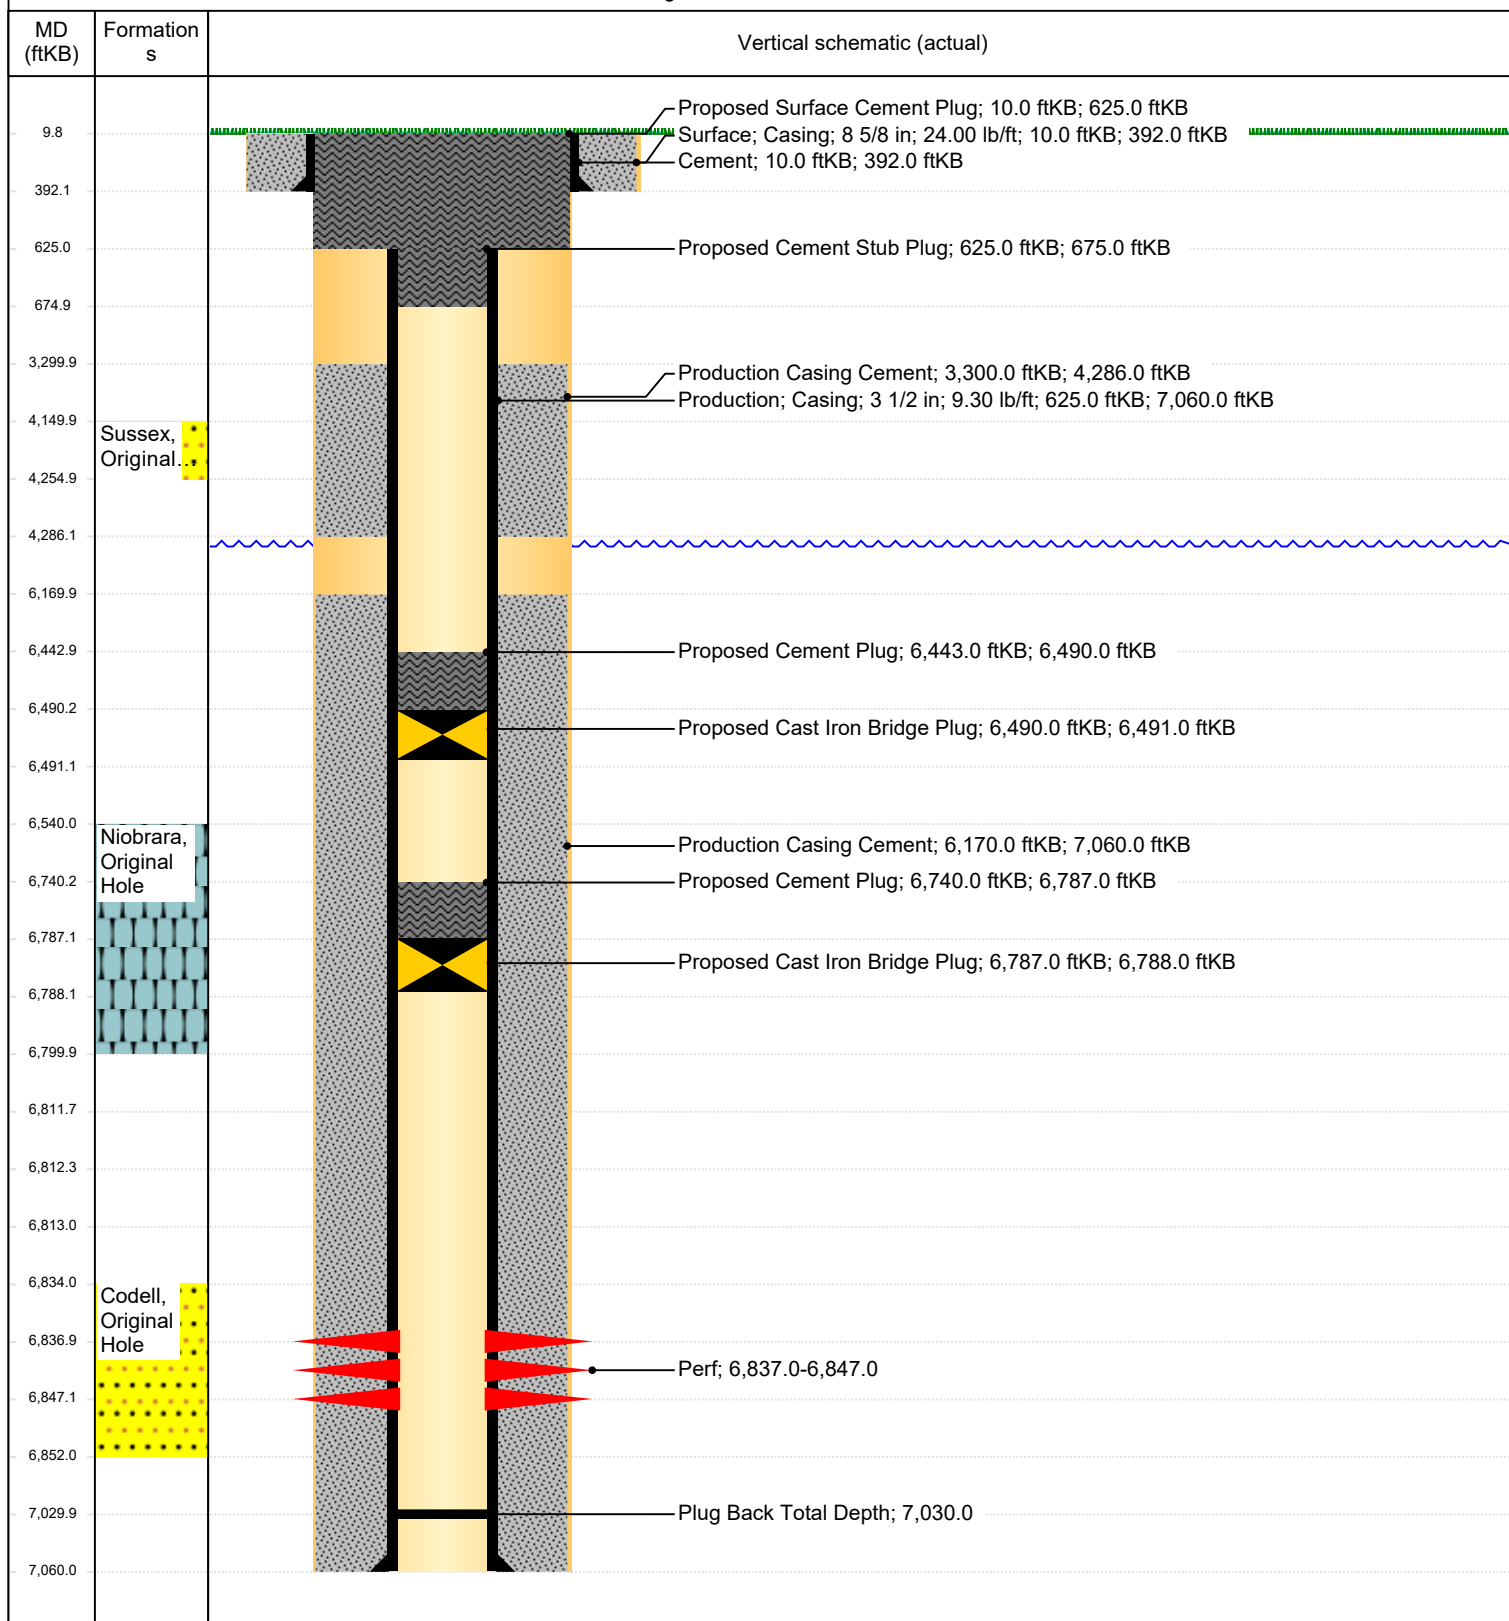 MD
(ftKB)
Formation
s
Vertical schematic (actual)
9.8
392.1
625.0
674.9
3,299.9
4,149.9
4,254.9
4,286.1
6,169.9
6,442.9
6,490.2
6,491.1
6,540.0
6,740.2
6,787.1
6,788.1
6,799.9
6,811.7
6,812.3
6,813.0
6,834.0
6,836.9
6,847.1
6,852.0
7,029.9
7,060.0
Sussex,
Original...
Niobrara,
Original
Hole
Codell,
Original
Hole
Proposed Surface Cement Plug; 10.0 ftKB; 625.0 ftKB
Surface; Casing; 8 5/8 in; 24.00 lb/ft; 10.0 ftKB; 392.0 ftKB
Cement; 10.0 ftKB; 392.0 ftKB
Proposed Cement Stub Plug; 625.0 ftKB; 675.0 ftKB
Production Casing Cement; 3,300.0 ftKB; 4,286.0 ftKB
Production; Casing; 3 1/2 in; 9.30 lb/ft; 625.0 ftKB; 7,060.0 ftKB
Proposed Cement Plug; 6,443.0 ftKB; 6,490.0 ftKB
Proposed Cast Iron Bridge Plug; 6,490.0 ftKB; 6,491.0 ftKB
Production Casing Cement; 6,170.0 ftKB; 7,060.0 ftKB
Proposed Cement Plug; 6,740.0 ftKB; 6,787.0 ftKB
Proposed Cast Iron Bridge Plug; 6,787.0 ftKB; 6,788.0 ftKB
Perf; 6,837.0-6,847.0
Plug Back Total Depth; 7,030.0